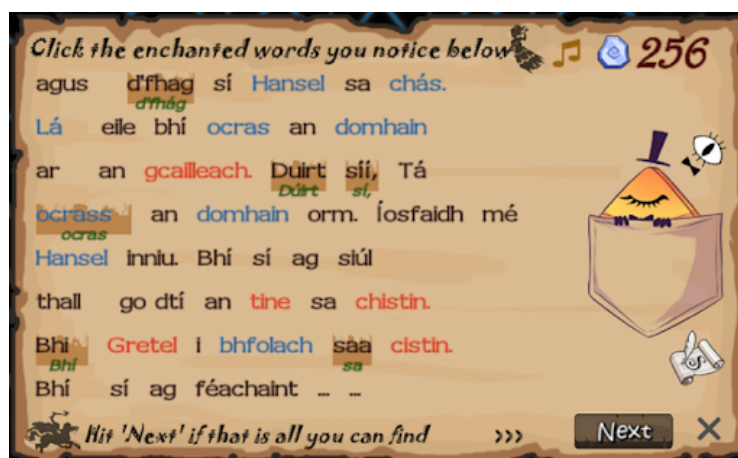 Click the enchanted words you notice below
256
agus d'fhag sí Hansel sa chás.
d'fhág
Lá eile bhí ocras an domhain
ar an gcailleach. Dúirt síí, Tá
Dúirt sí,
ocrass an domhain orm. Íosfaidh mé
ocras
Hansel inniu. Bhí sí ag siúl
thall go dtí an tine sa chistin.
Bhi Gretel i bhfolach saa cistin.
Bhí sa
Bhí sí ag féachaint ... ...
Hit 'Next' if that is all you can find >>> Next